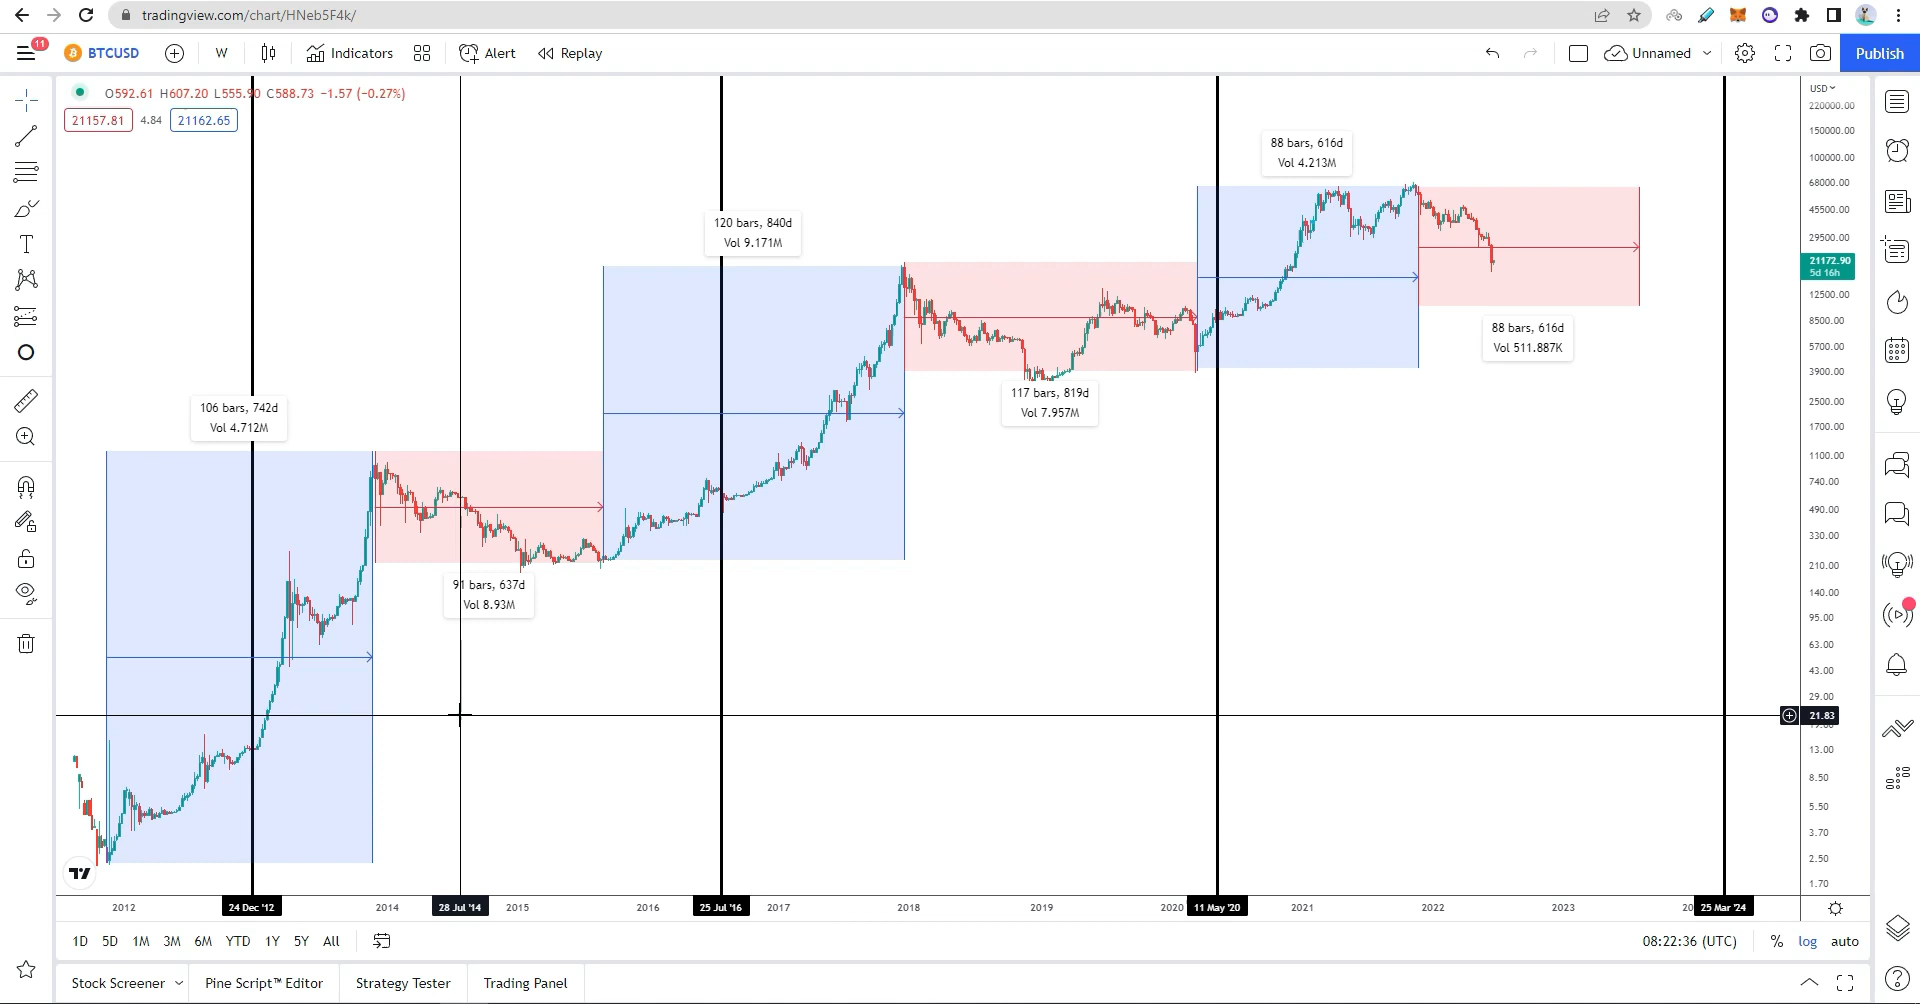 tradingview.com/chart/HNeb5F4k/
11
BTCUSD
W
Indicators
Alert
Replay
Unnamed
Publish
O592.61 H607.20 L555.90 C588.73 −1.57 (−0.27%)
21157.81
4.84
21162.65
USD
220000.00
150000.00
100000.00
68000.00
45500.00
29500.00
21172.90
5d 16h
12500.00
8500.00
5700.00
3900.00
2500.00
1700.00
1100.00
740.00
490.00
330.00
210.00
140.00
95.00
63.00
43.00
29.00
21.83
13.00
8.50
5.50
3.70
2.50
1.70
88 bars, 616d
Vol 4.213M
120 bars, 840d
Vol 9.171M
88 bars, 616d
Vol 511.887K
117 bars, 819d
Vol 7.957M
106 bars, 742d
Vol 4.712M
91 bars, 637d
Vol 8.93M
2012
24 Dec '12
2014
28 Jul '14
2015
2016
25 Jul '16
2017
2018
2019
2020
11 May '20
2021
2022
2023
25 Mar '24
1D 5D 1M 3M 6M YTD 1Y 5Y All
08:22:36 (UTC)
%
log
auto
Stock Screener
Pine Script™ Editor
Strategy Tester
Trading Panel